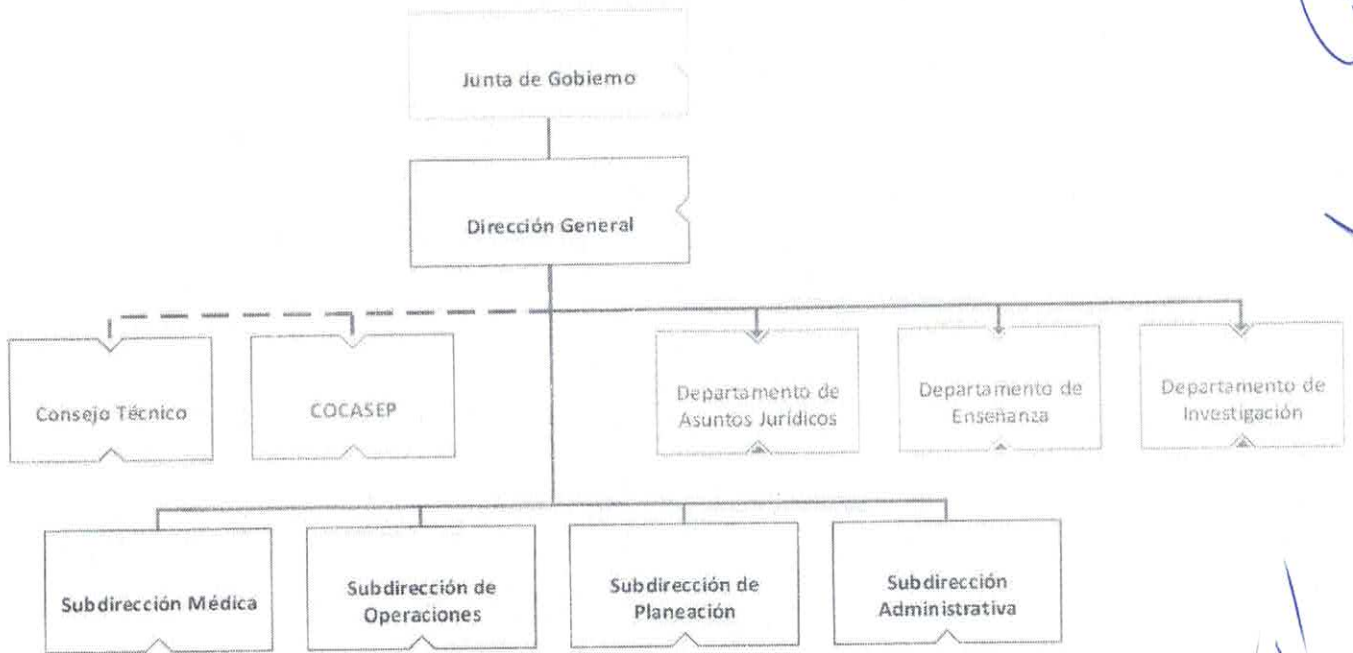 Junta de Gobierno
Dirección General
Consejo Técnico
COCASEP
Departamento de
Asuntos Jurídicos
Departamento de
Enseñanza
Departamento de
Investigación
Subdirección Médica
Subdirección de
Operaciones
Subdirección de
Planeación
Subdirección
Administrativa